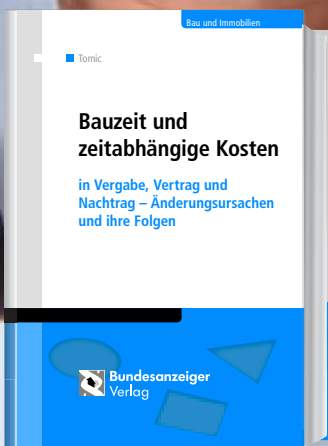 Bau und Immobilien
Tomic
Bauzeit und
zeitabhängige Kosten
in Vergabe, Vertrag und
Nachtrag – Änderungsursachen
und ihre Folgen
Bundesanzeiger
Verlag